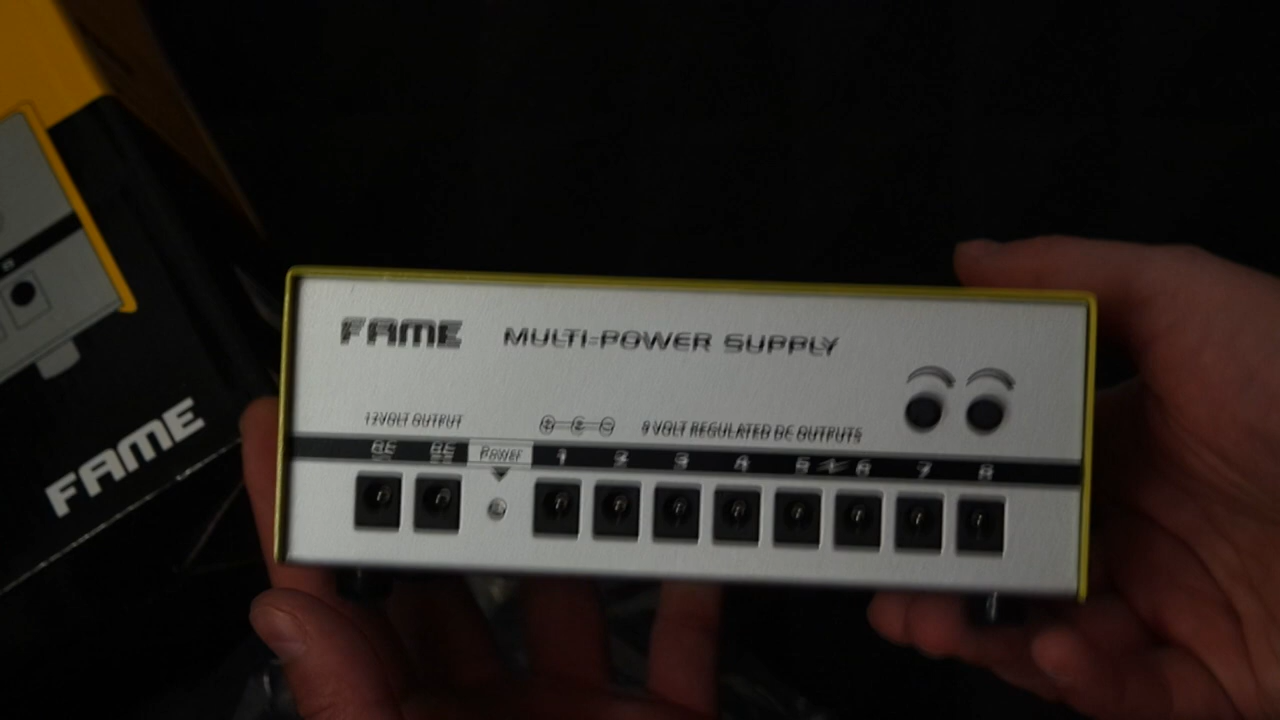 FAME
MULTI-POWER SUPPLY
12VOLT OUTPUT
9 VOLT REGULATED DC OUTPUTS
POWER
1 2 3 4 5 6 7 8
FAME